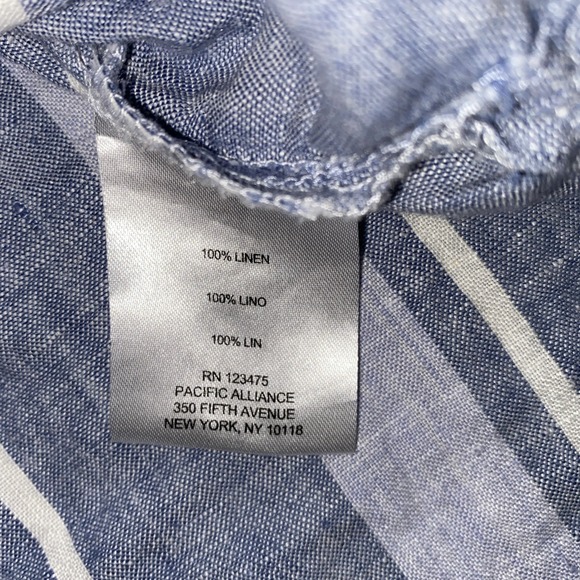 100% LINEN
100% LINO
100% LIN
RN 123475
PACIFIC ALLIANCE
350 FIFTH AVENUE
NEW YORK, NY 10118